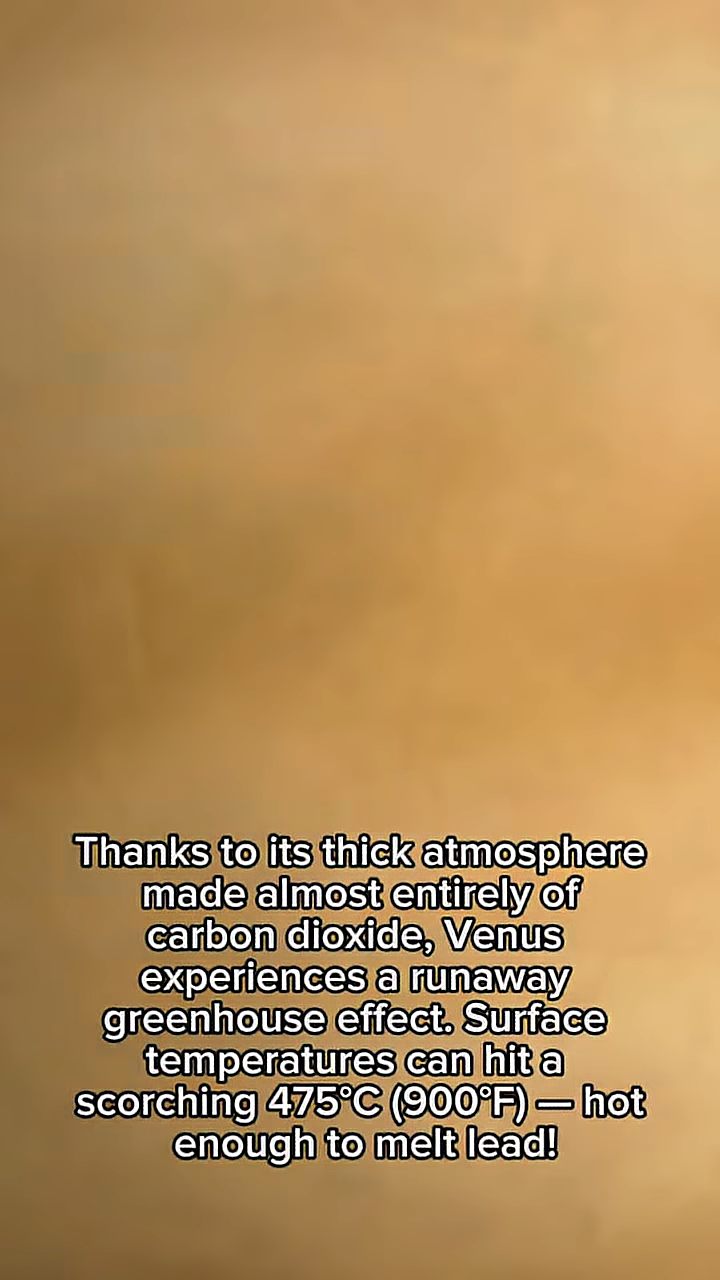 Thanks to its thick atmosphere
made almost entirely of
carbon dioxide, Venus
experiences a runaway
greenhouse effect. Surface
temperatures can hit a
scorching 475°C (900°F) — hot
enough to melt lead!